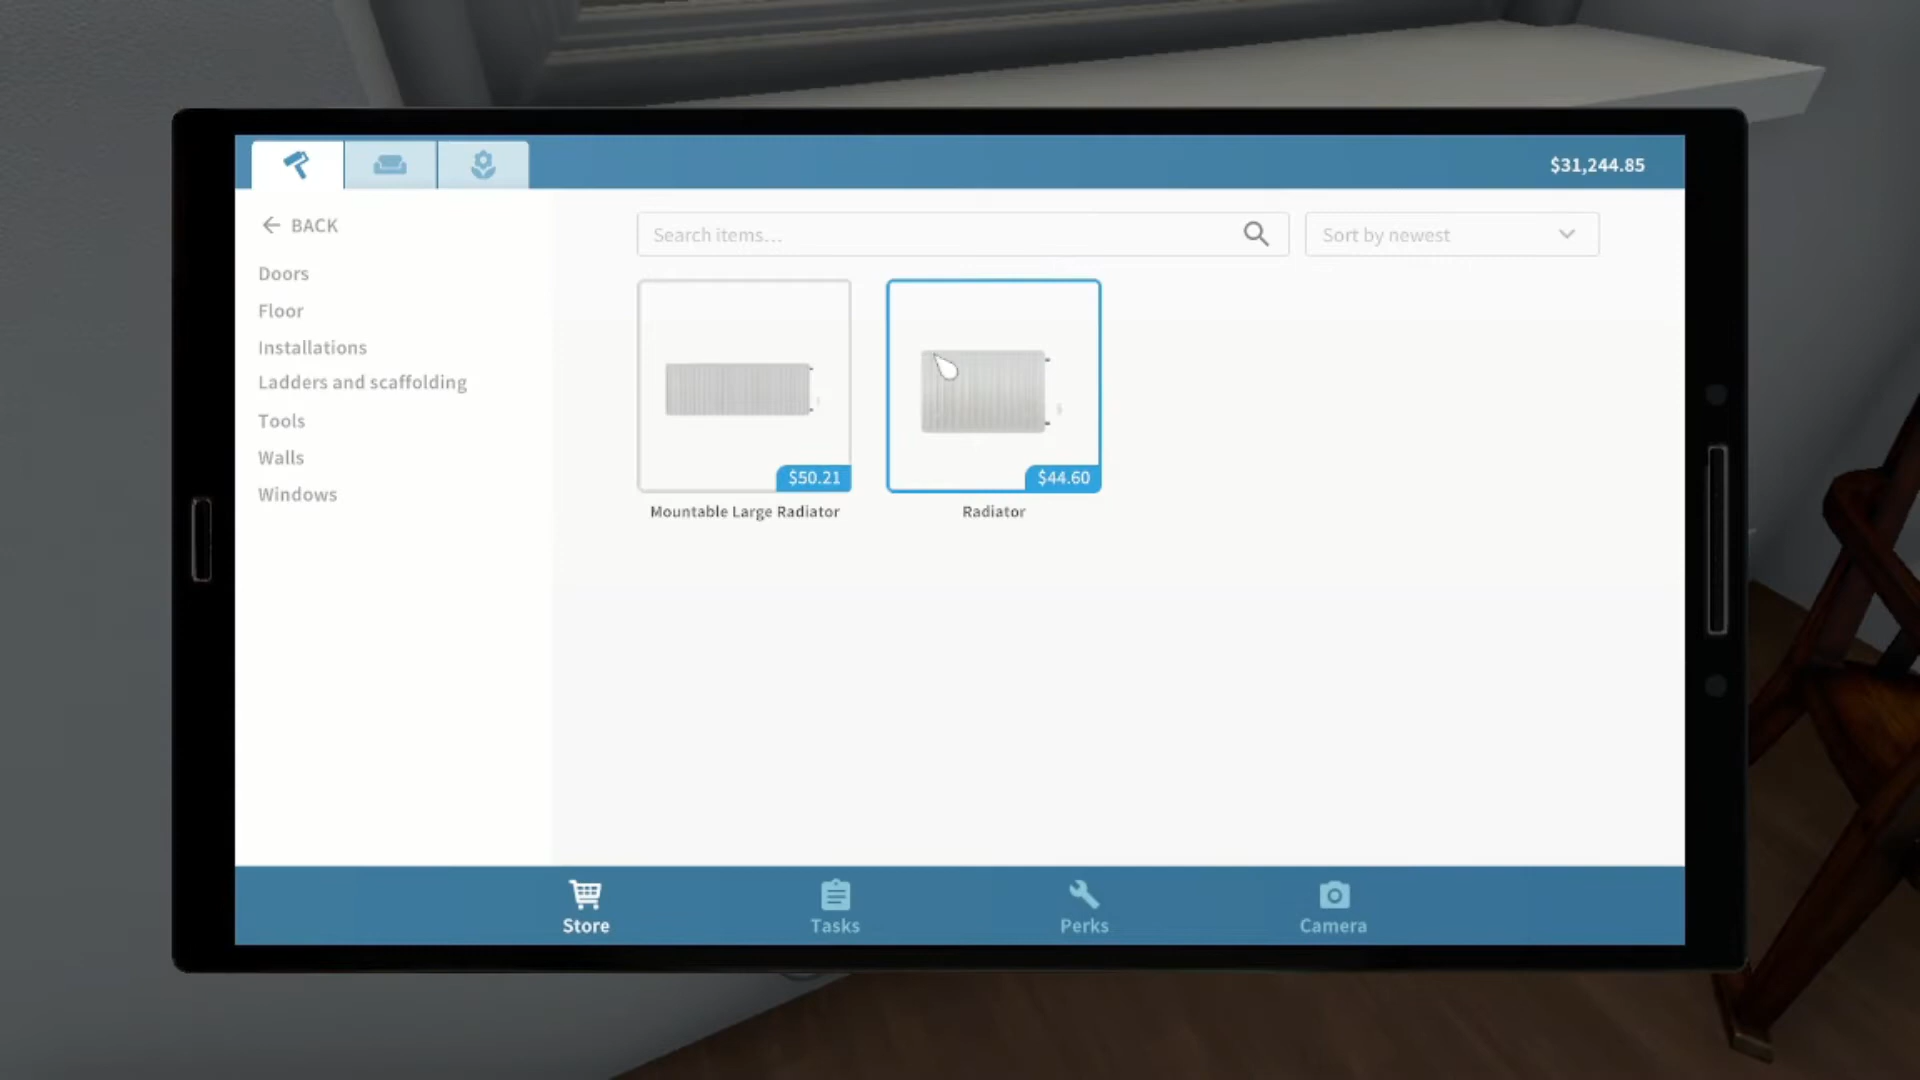 $31,244.85
BACK
Search items...
Sort by newest
Doors
Floor
Installations
Ladders and scaffolding
Tools
Walls
Windows
$50.21
$44.60
Mountable Large Radiator
Radiator
Store
Tasks
Perks
Camera